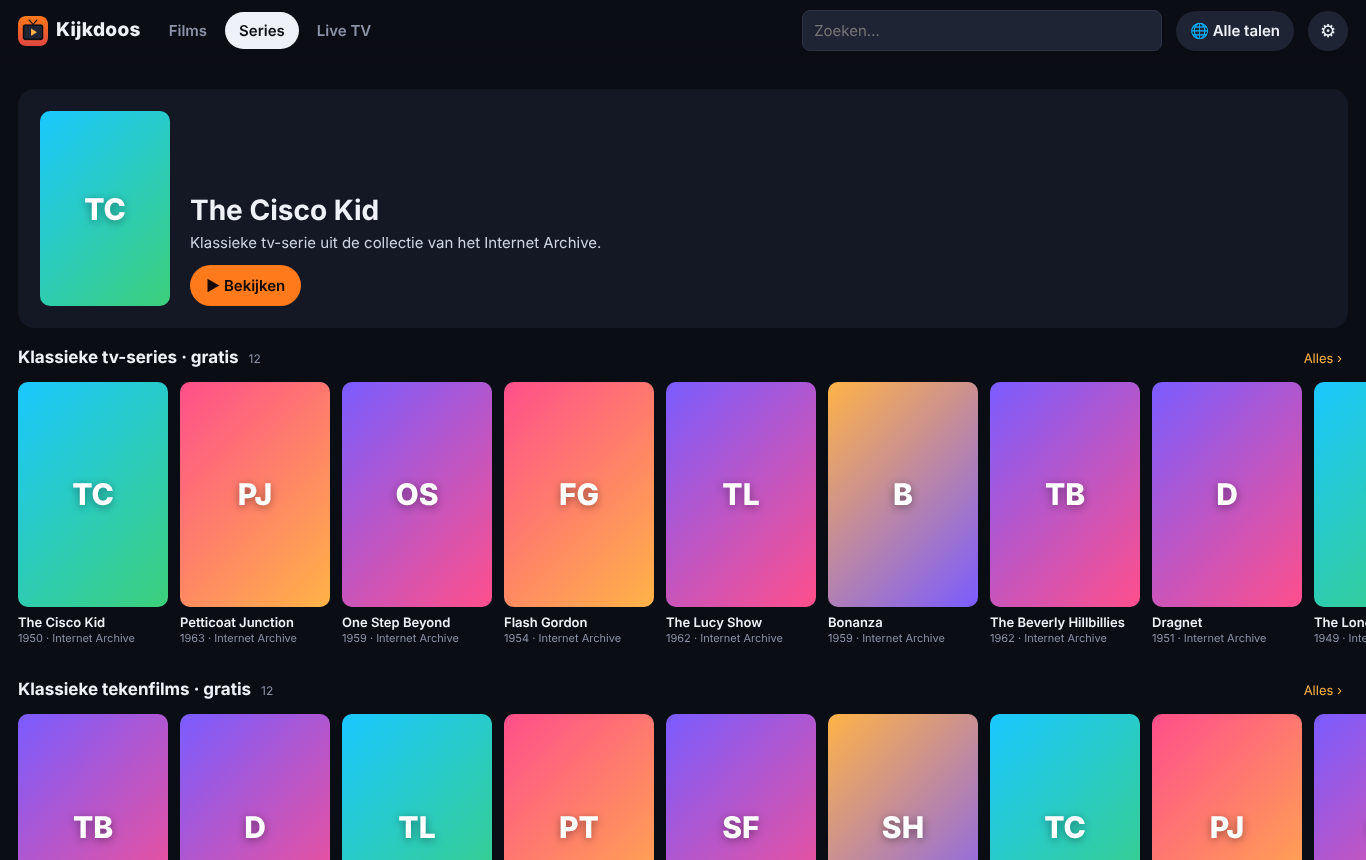 Kijkdoos
Films
Series
Live TV
Zoeken...
Alle talen
TC
The Cisco Kid
Klassieke tv-serie uit de collectie van het Internet Archive.
▶ Bekijken
Klassieke tv-series · gratis 12
Alles ›
TC
PJ
OS
FG
TL
B
TB
D
The Cisco Kid
1950 · Internet Archive
Petticoat Junction
1963 · Internet Archive
One Step Beyond
1959 · Internet Archive
Flash Gordon
1954 · Internet Archive
The Lucy Show
1962 · Internet Archive
Bonanza
1959 · Internet Archive
The Beverly Hillbillies
1962 · Internet Archive
Dragnet
1951 · Internet Archive
The
1949 ·
Klassieke tekenfilms · gratis 12
Alles ›
TB
D
TL
PT
SF
SH
TC
PJ